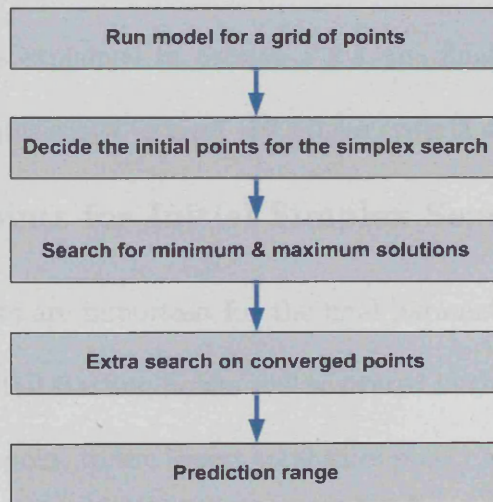 Run model for a grid of points
Decide the initial points for the simplex search
Search for minimum & maximum solutions
Extra search on converged points
Prediction range